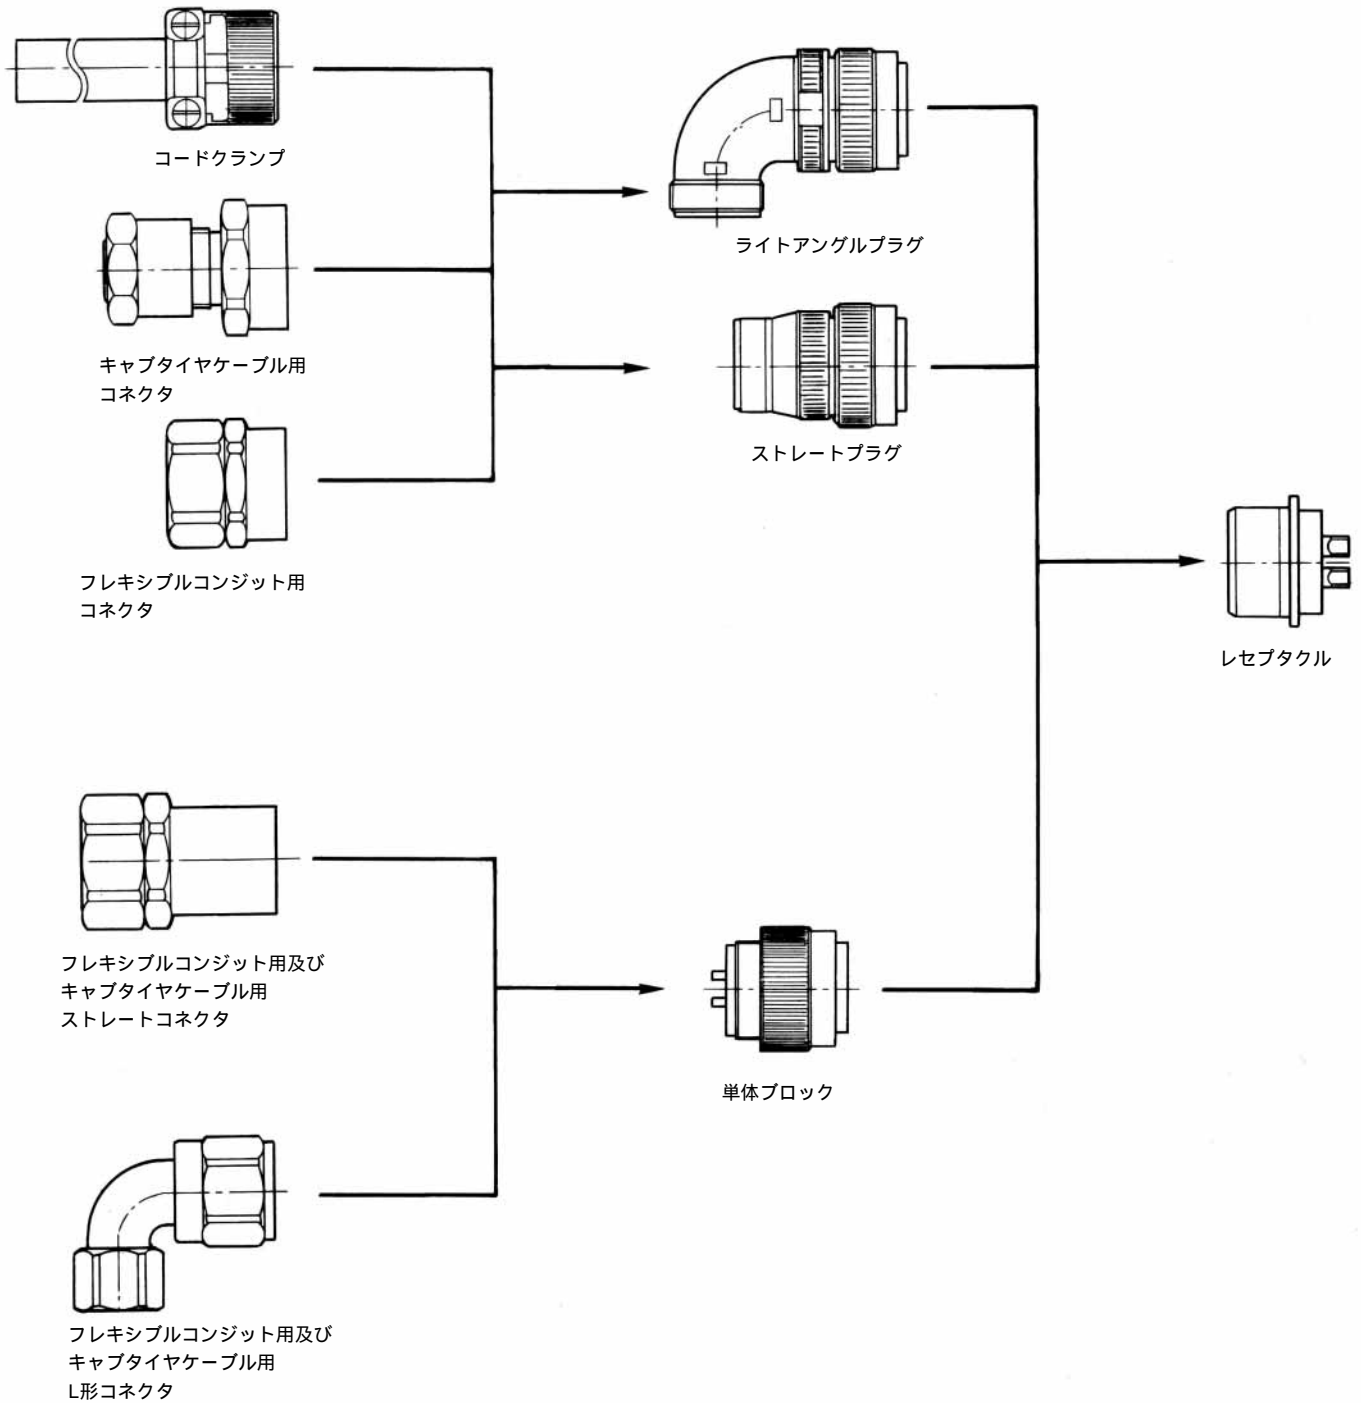 コードクランプ
ライトアングルプラグ
キャブタイヤケーブル用
コネクタ
ストレートプラグ
フレキシブルコンジット用
コネクタ
レセプタクル
フレキシブルコンジット用及び
キャブタイヤケーブル用
ストレートコネクタ
単体ブロック
フレキシブルコンジット用及び
キャブタイヤケーブル用
L形コネクタ